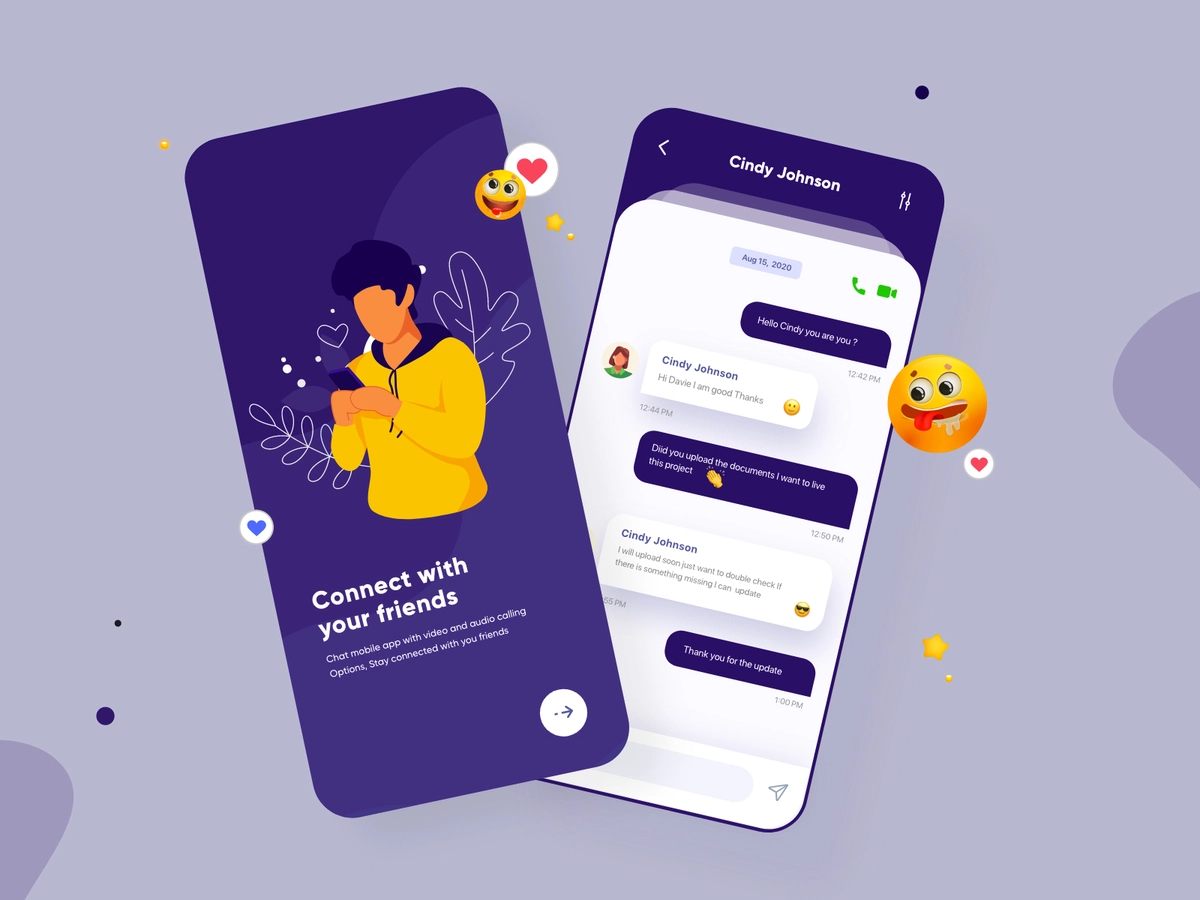 Connect with
your friends
Chat mobile app with video and audio calling
Options, Stay connected with you friends
Cindy Johnson
Aug 15, 2020
Hello Cindy you are you ?
12:42 PM
Cindy Johnson
Hi Davie I am good Thanks
12:44 PM
Diid you upload the documents I want to live
this project
12:50 PM
Cindy Johnson
I will upload soon just want to double check If
there is something missing I can update
55 PM
Thank you for the update
1:00 PM